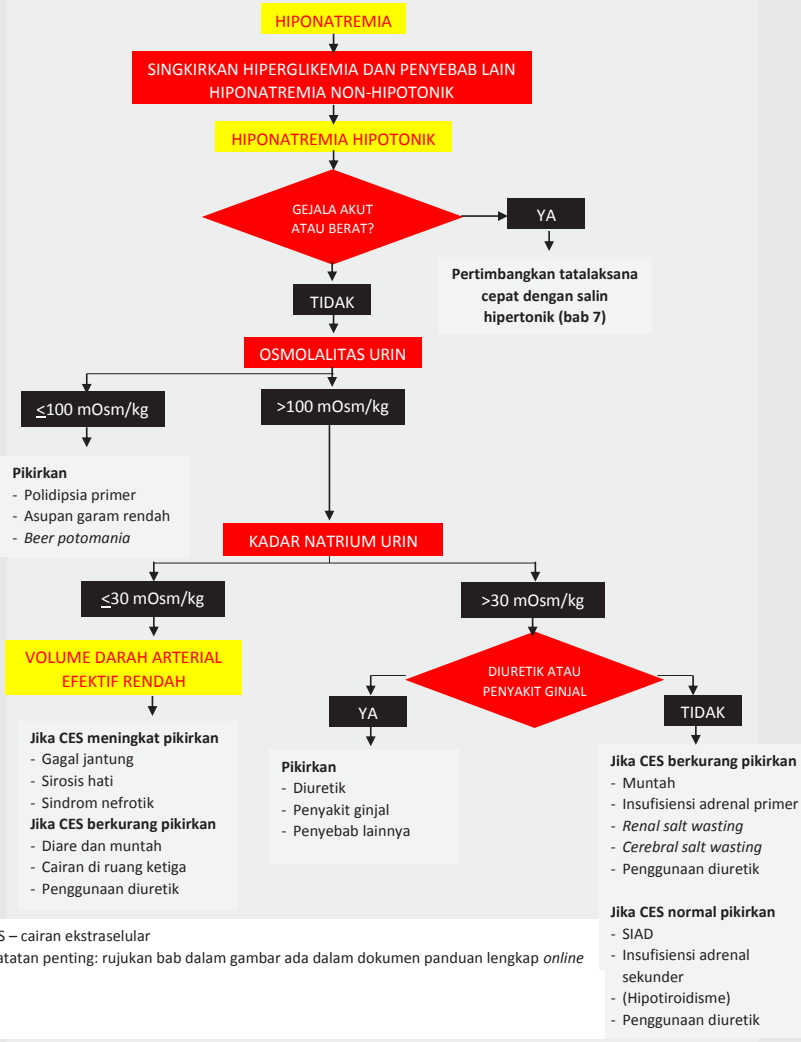 HIPONATREMIA
SINGKIRKAN HIPERGLIKEMIA DAN PENYEBAB LAIN
HIPONATREMIA NON-HIPOTONIK
HIPONATREMIA HIPOTONIK
GEJALA AKUT
ATAU BERAT?
YA
Pertimbangkan tatalaksana
cepat dengan salin
hipertonik (bab 7)
TIDAK
OSMOLALITAS URIN
≤100 mOsm/kg
>100 mOsm/kg
Pikirkan
- Polidipsia primer
- Asupan garam rendah
- Beer potomania
KADAR NATRIUM URIN
≤30 mOsm/kg
>30 mOsm/kg
VOLUME DARAH ARTERIAL
EFEKTIF RENDAH
Jika CES meningkat pikirkan
- Gagal jantung
- Sirosis hati
- Sindrom nefrotik
Jika CES berkurang pikirkan
- Diare dan muntah
- Cairan di ruang ketiga
- Penggunaan diuretik
DIURETIK ATAU
PENYAKIT GINJAL
YA
Pikirkan
- Diuretik
- Penyakit ginjal
- Penyebab lainnya
TIDAK
Jika CES berkurang pikirkan
- Muntah
- Insufisiensi adrenal primer
- Renal salt wasting
- Cerebral salt wasting
- Penggunaan diuretik
Jika CES normal pikirkan
- SIAD
- Insufisiensi adrenal
sekunder
- (Hipotiroidisme)
- Penggunaan diuretik
S – cairan ekstraselular
atatan penting: rujukan bab dalam gambar ada dalam dokumen panduan lengkap online